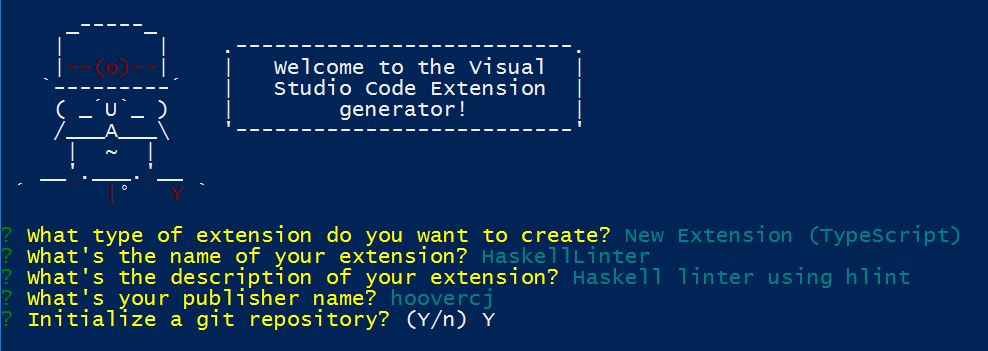 Welcome to the Visual
Studio Code Extension
generator!
? What type of extension do you want to create? New Extension (TypeScript)
? What's the name of your extension? HaskellLinter
? What's the description of your extension? Haskell linter using hlint
? What's your publisher name? hoovercj
? Initialize a git repository? (Y/n) Y